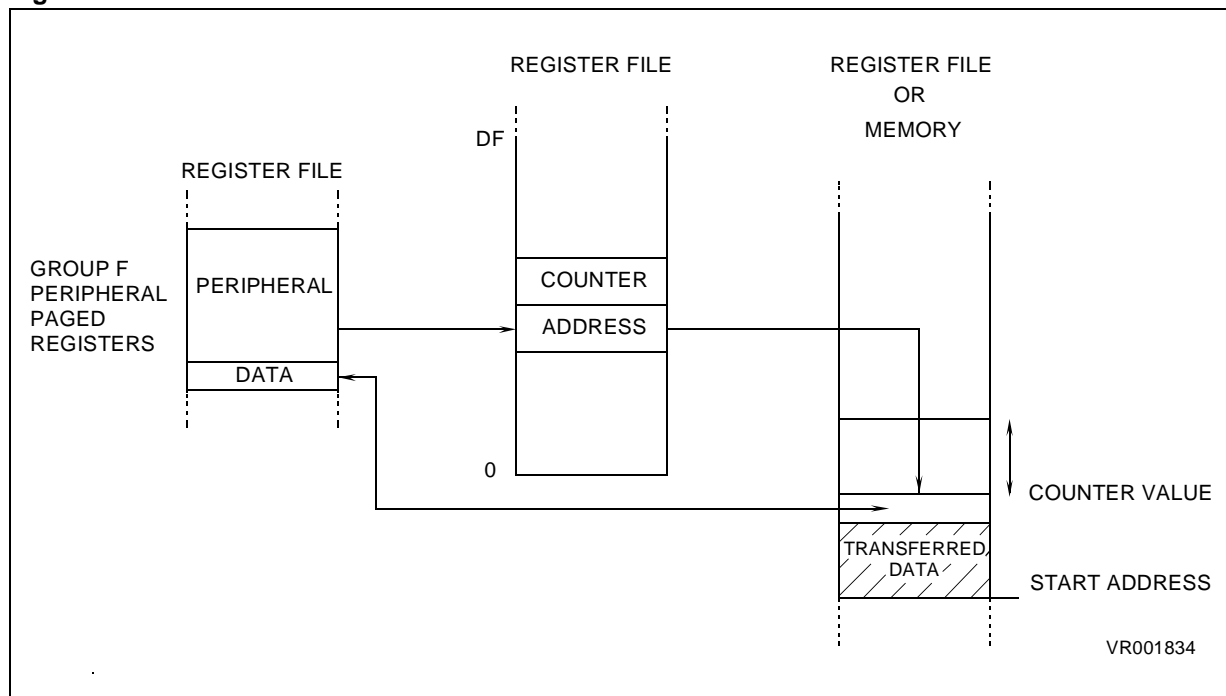 REGISTER FILE
REGISTER FILE
OR
MEMORY
DF
REGISTER FILE
GROUP F
PERIPHERAL
PAGED
REGISTERS
PERIPHERAL
COUNTER
ADDRESS
DATA
0
COUNTER VALUE
TRANSFERRED
DATA
START ADDRESS
VR001834